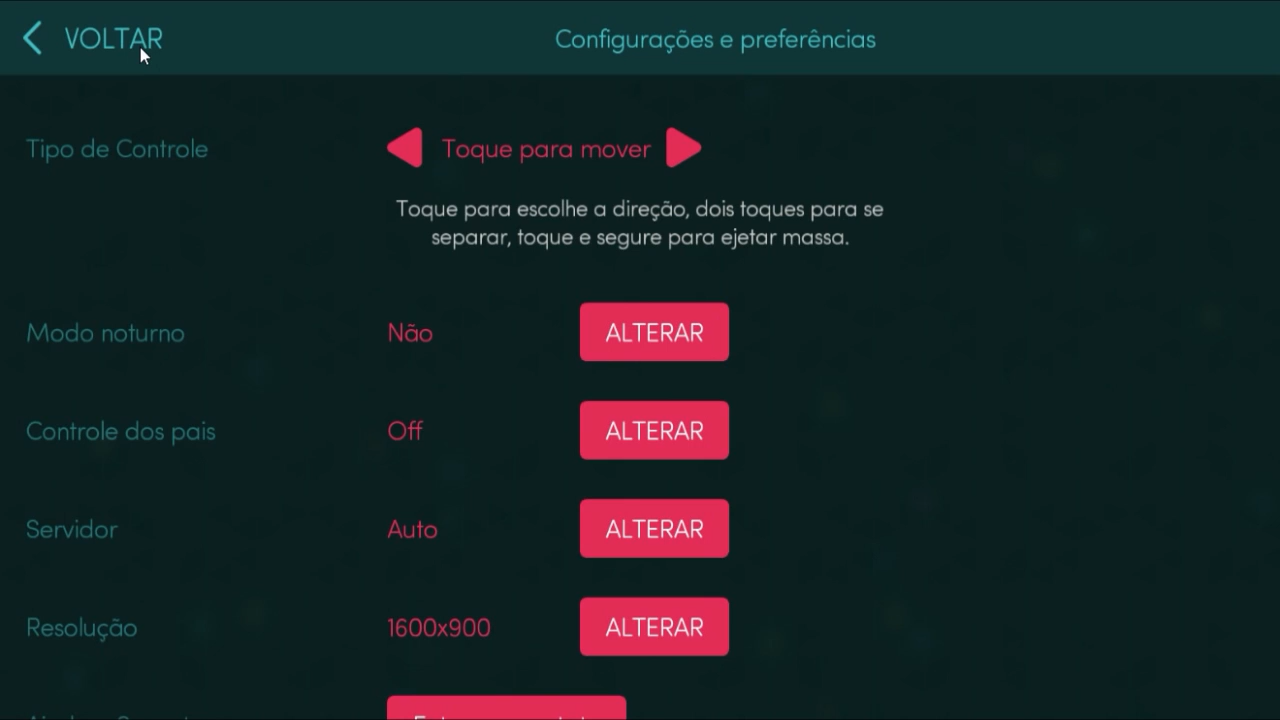 VOLTAR
Configurações e preferências
Tipo de Controle
Toque para mover
Toque para escolhe a direção, dois toques para se
separar, toque e segure para ejetar massa.
Modo noturno
Não
ALTERAR
Controle dos pais
Off
ALTERAR
Servidor
Auto
ALTERAR
Resolução
1600x900
ALTERAR